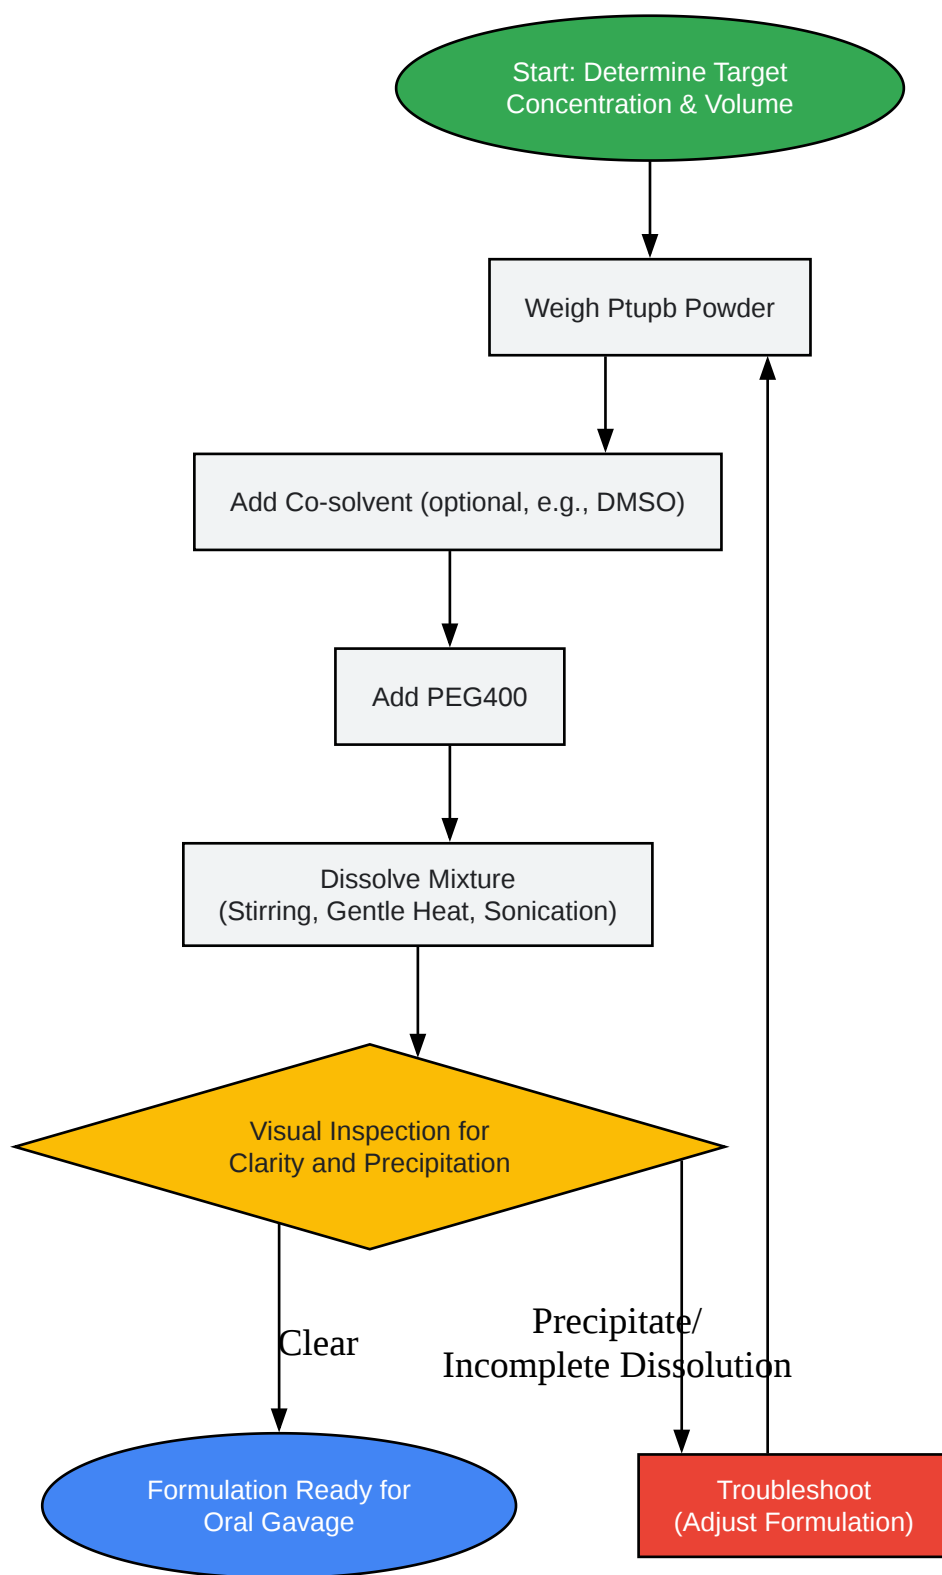 Start: Determine Target
Concentration & Volume
Weigh Ptupb Powder
Add Co-solvent (optional, e.g., DMSO)
Add PEG400
Dissolve Mixture
(Stirring, Gentle Heat, Sonication)
Visual Inspection for
Clarity and Precipitation
Clear
Precipitate/
Incomplete Dissolution
Formulation Ready for
Oral Gavage
Troubleshoot
(Adjust Formulation)